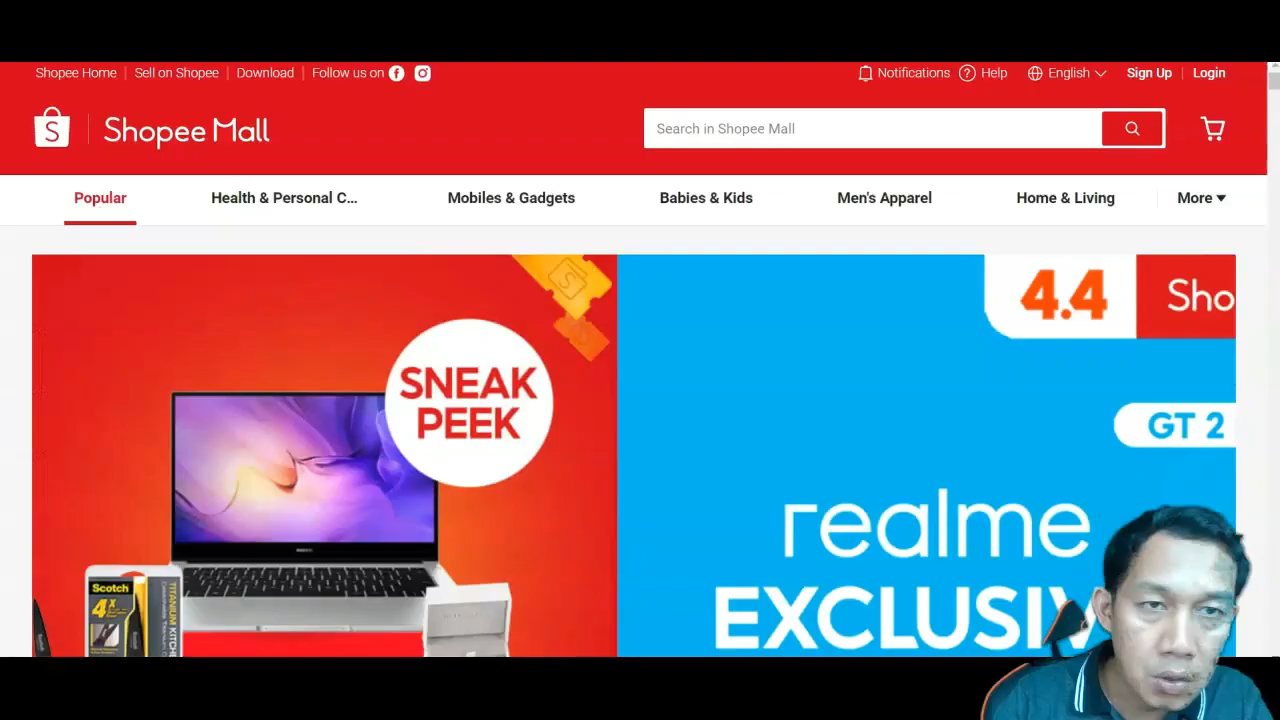 Shopee Home | Sell on Shopee | Download | Follow us on
Notifications Help English Sign Up | Login
S | Shopee Mall
Search in Shopee Mall
Popular Health & Personal C... Mobiles & Gadgets Babies & Kids Men's Apparel Home & Living More
S
SNEAK
PEEK
4.4 Sho
GT 2
realme
EXCLUSIV
Scotch
4X